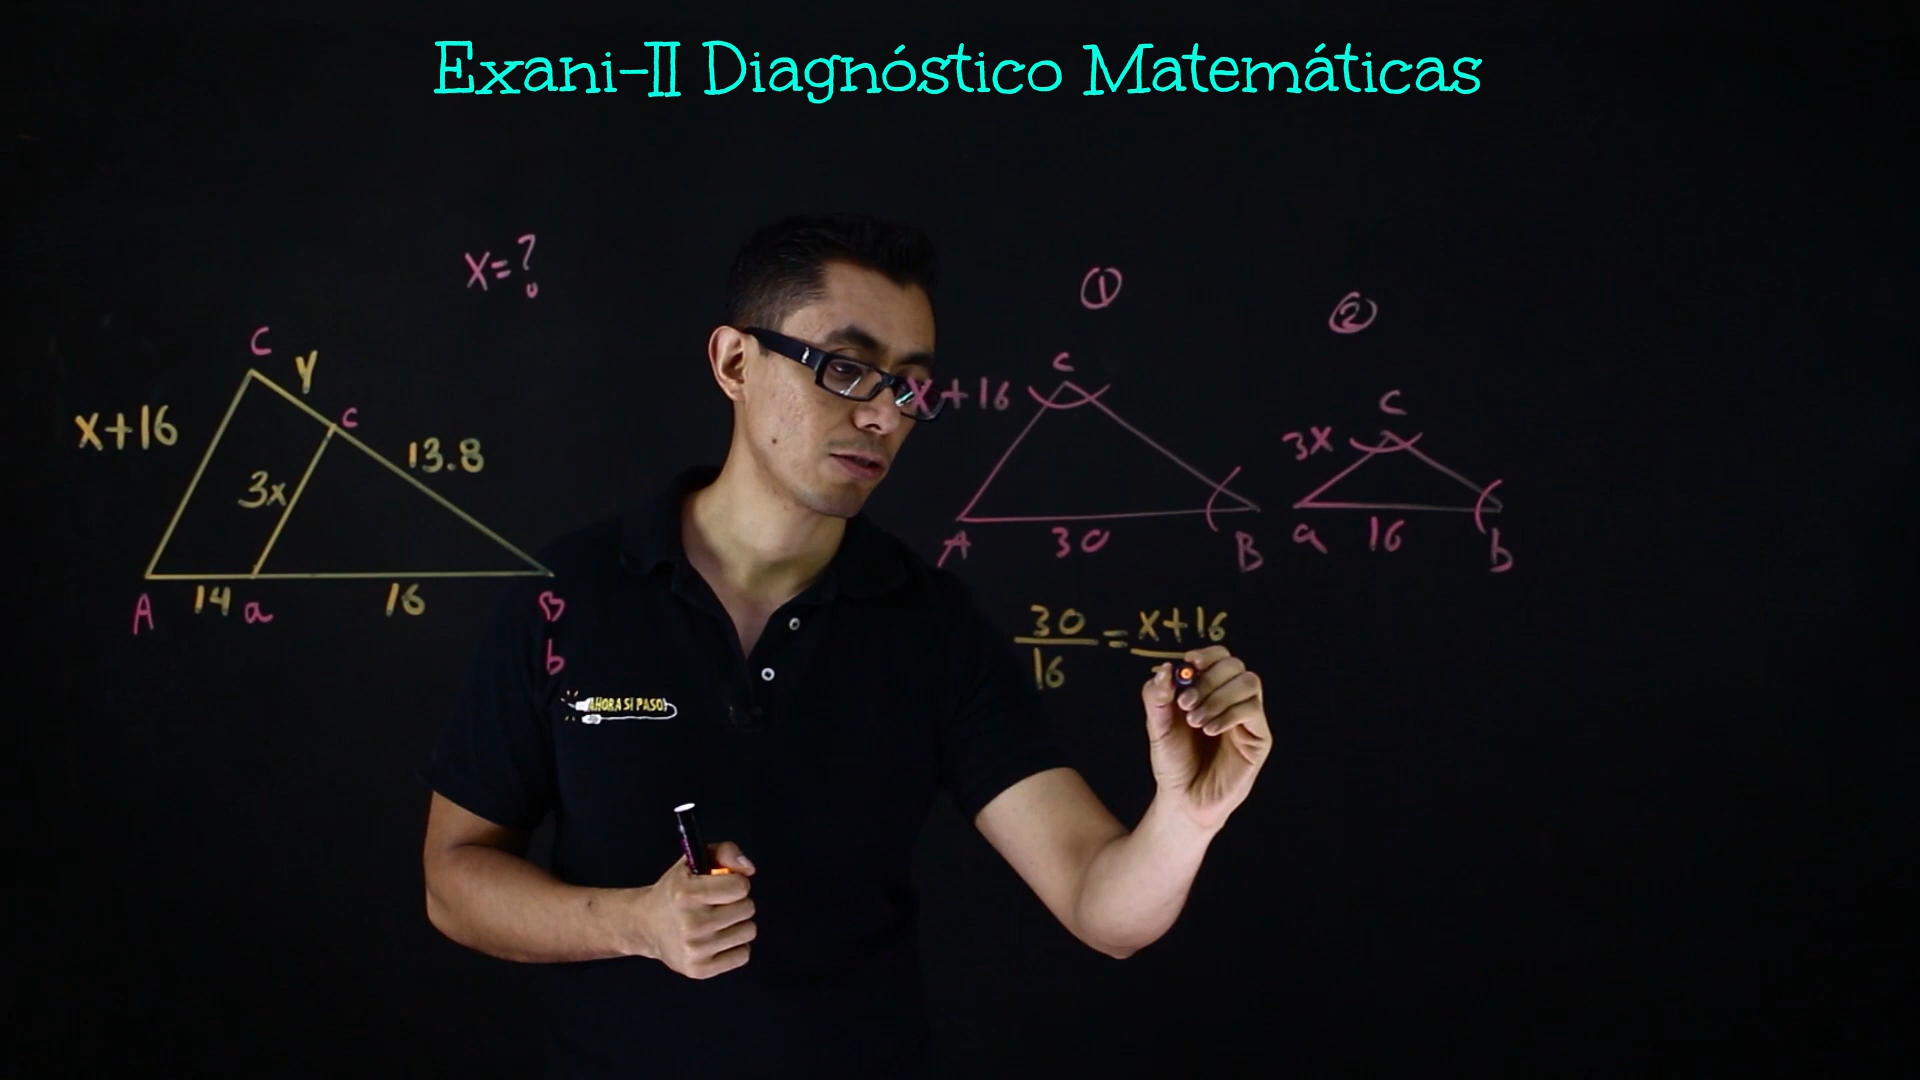 Exani-II Diagnóstico Matemáticas
x=?
C
y
c
x+16
3x
13.8
14
16
A
a
B
b
AHORA SÍ PASO!
①
②
C
x+16
A
30
B
c
3x
a
16
b
30/16 = x+16